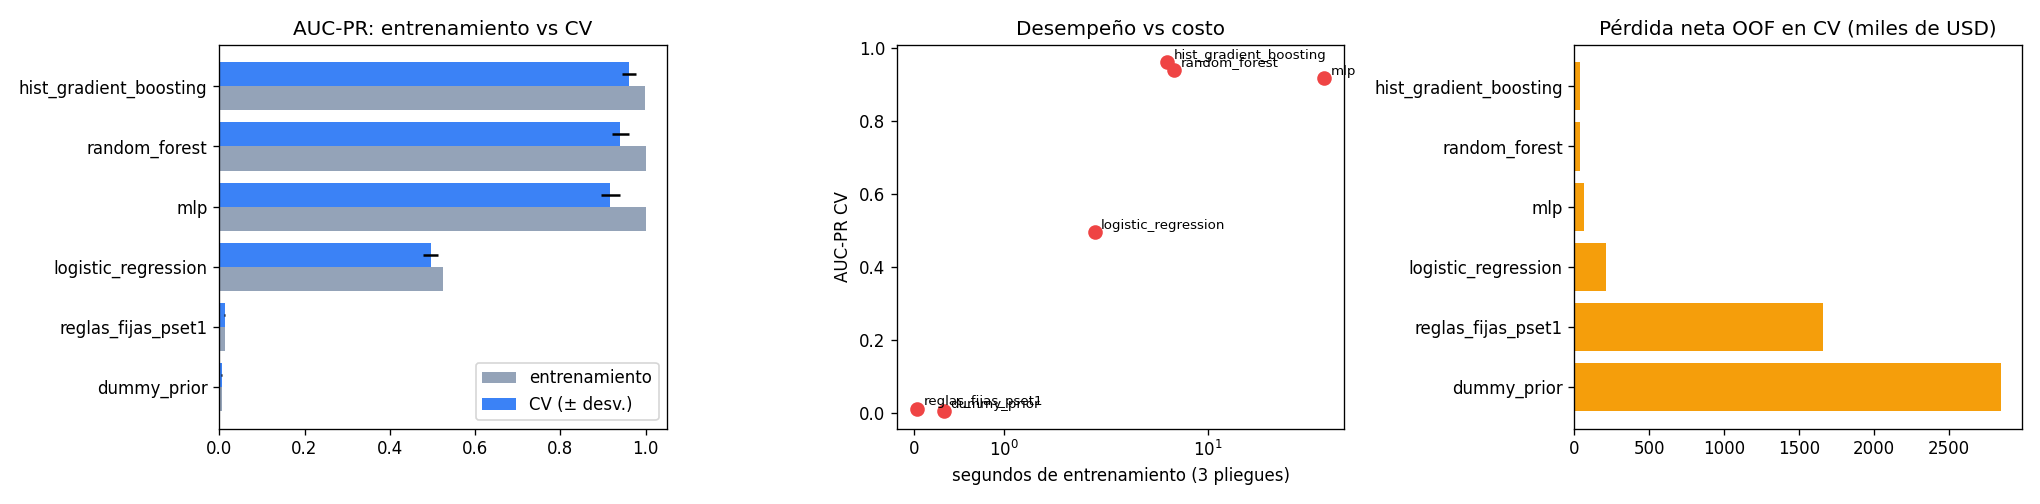 AUC-PR: entrenamiento vs CV
hist_gradient_boosting
random_forest
mlp
logistic_regression
reglas_fijas_pset1
dummy_prior
entrenamiento
CV (± desv.)
0.0 0.2 0.4 0.6 0.8 1.0
Desempeño vs costo
AUC-PR CV
1.0
0.8
0.6
0.4
0.2
0.0
hist_gradient_boosting
random_forest
mlp
logistic_regression
reglas_fijas_pset1
dummy_prior
0 10⁰ 10¹
segundos de entrenamiento (3 pliegues)
Pérdida neta OOF en CV (miles de USD)
hist_gradient_boosting
random_forest
mlp
logistic_regression
reglas_fijas_pset1
dummy_prior
0 500 1000 1500 2000 2500